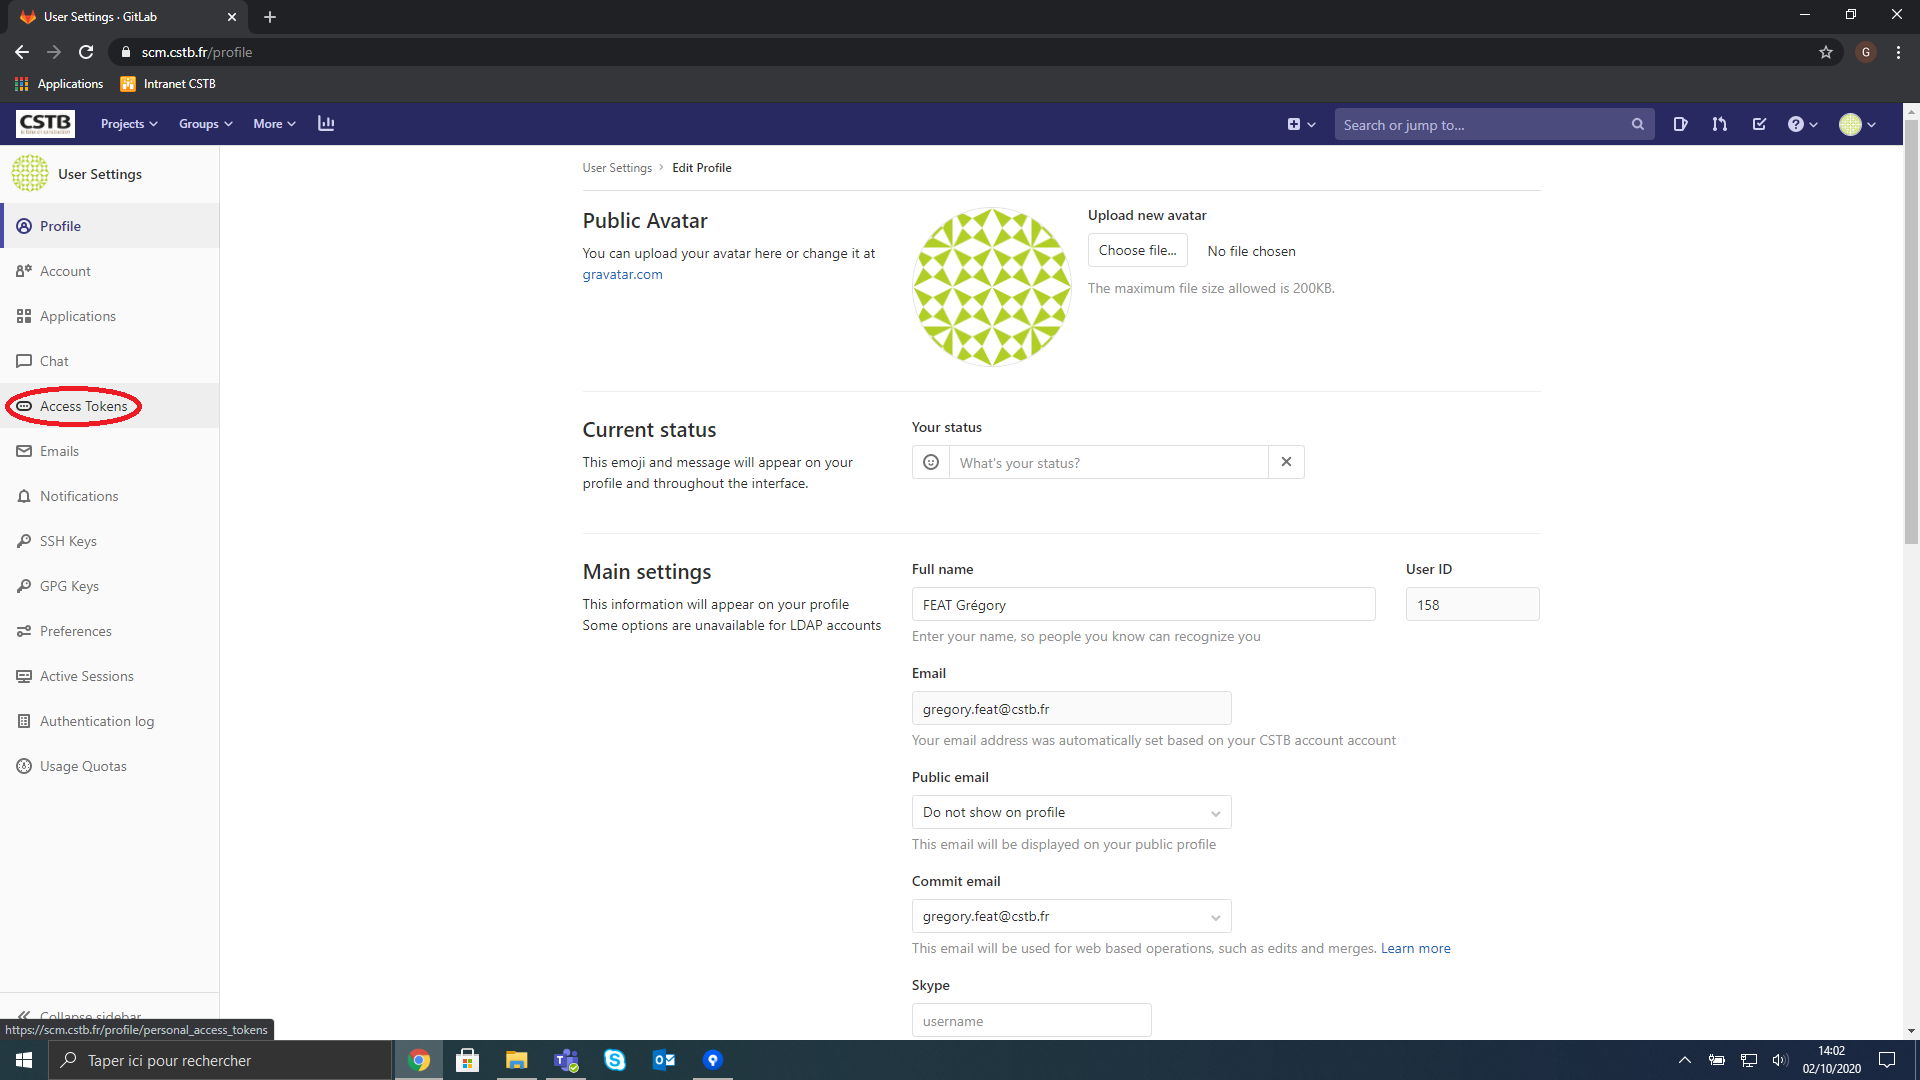 User Settings · GitLab
scm.cstb.fr/profile
G
Applications
Intranet CSTB
CSTB
Projects
Groups
More
Search or jump to...
User Settings
Profile
Account
Applications
Chat
Access Tokens
Emails
Notifications
SSH Keys
GPG Keys
Preferences
Active Sessions
Authentication log
Usage Quotas
Collapse sidebar
https://scm.cstb.fr/profile/personal_access_tokens
User Settings > Edit Profile
Public Avatar
You can upload your avatar here or change it at
gravatar.com
Upload new avatar
Choose file... No file chosen
The maximum file size allowed is 200KB.
Current status
This emoji and message will appear on your
profile and throughout the interface.
Your status
What's your status?
Main settings
This information will appear on your profile
Some options are unavailable for LDAP accounts
Full name
FEAT Grégory
Enter your name, so people you know can recognize you
User ID
158
Email
gregory.feat@cstb.fr
Your email address was automatically set based on your CSTB account account
Public email
Do not show on profile
This email will be displayed on your public profile
Commit email
gregory.feat@cstb.fr
This email will be used for web based operations, such as edits and merges. Learn more
Skype
username
Taper ici pour rechercher
14:02
02/10/2020